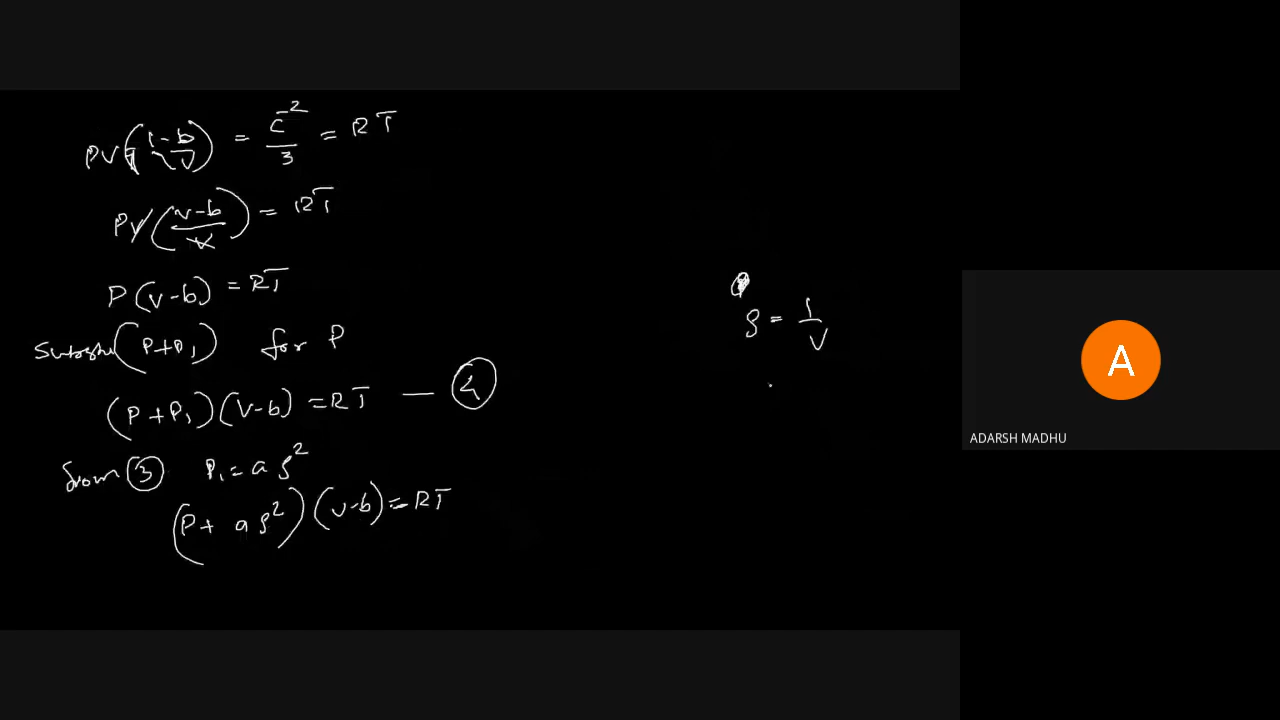 PV(1-b/V) = C̄²/3 = RT
PV(V-b/V) = RT
P(V-b) = RT
(P+P₁) for P
(P+P₁)(V-b) = RT — 4
from 3 P₁ = aρ²
(P+aρ²)(V-b) = RT
ρ = 1/V
A
ADARSH MADHU